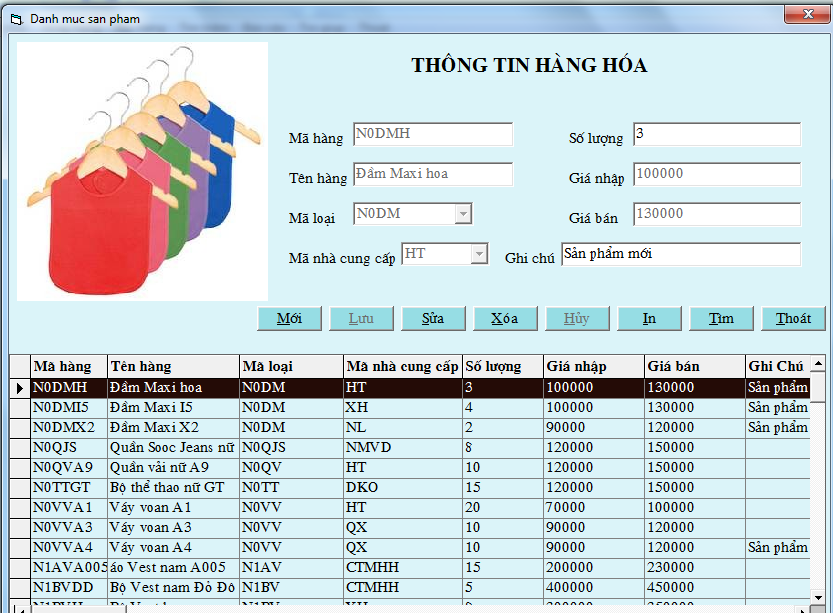 Danh muc san pham
THÔNG TIN HÀNG HÓA
Mã hàng N0DMH Số lượng 3
Tên hàng Đầm Maxi hoa Giá nhập 100000
Mã loại N0DM Giá bán 130000
Mã nhà cung cấp HT Ghi chú Sản phẩm mới
Mới Lưu Sửa Xóa Hủy In Tìm Thoát
Mã hàng Tên hàng Mã loại Mã nhà cung cấp Số lượng Giá nhập Giá bán Ghi Chú
N0DMH Đầm Maxi hoa N0DM HT 3 100000 130000 Sản phẩm
N0DMI5 Đầm Maxi I5 N0DM XH 4 100000 130000 Sản phẩm
N0DMX2 Đầm Maxi X2 N0DM NL 2 90000 120000 Sản phẩm
N0QJS Quần Sooc Jeans nữ N0QJS NMVD 8 120000 150000
N0QVA9 Quần vải nữ A9 N0QV HT 10 120000 150000
N0TTGT Bộ thể thao nữ GT N0TT DKO 15 120000 150000
N0VVA1 Váy voan A1 N0VV HT 20 70000 100000
N0VVA3 Váy voan A3 N0VV QX 10 90000 120000
N0VVA4 Váy voan A4 N0VV QX 10 90000 120000 Sản phẩm
N1AVA005 áo Vest nam A005 N1AV CTMHH 15 200000 230000
N1BVDD Bộ Vest nam Đỏ Đô N1BV CTMHH 5 400000 450000